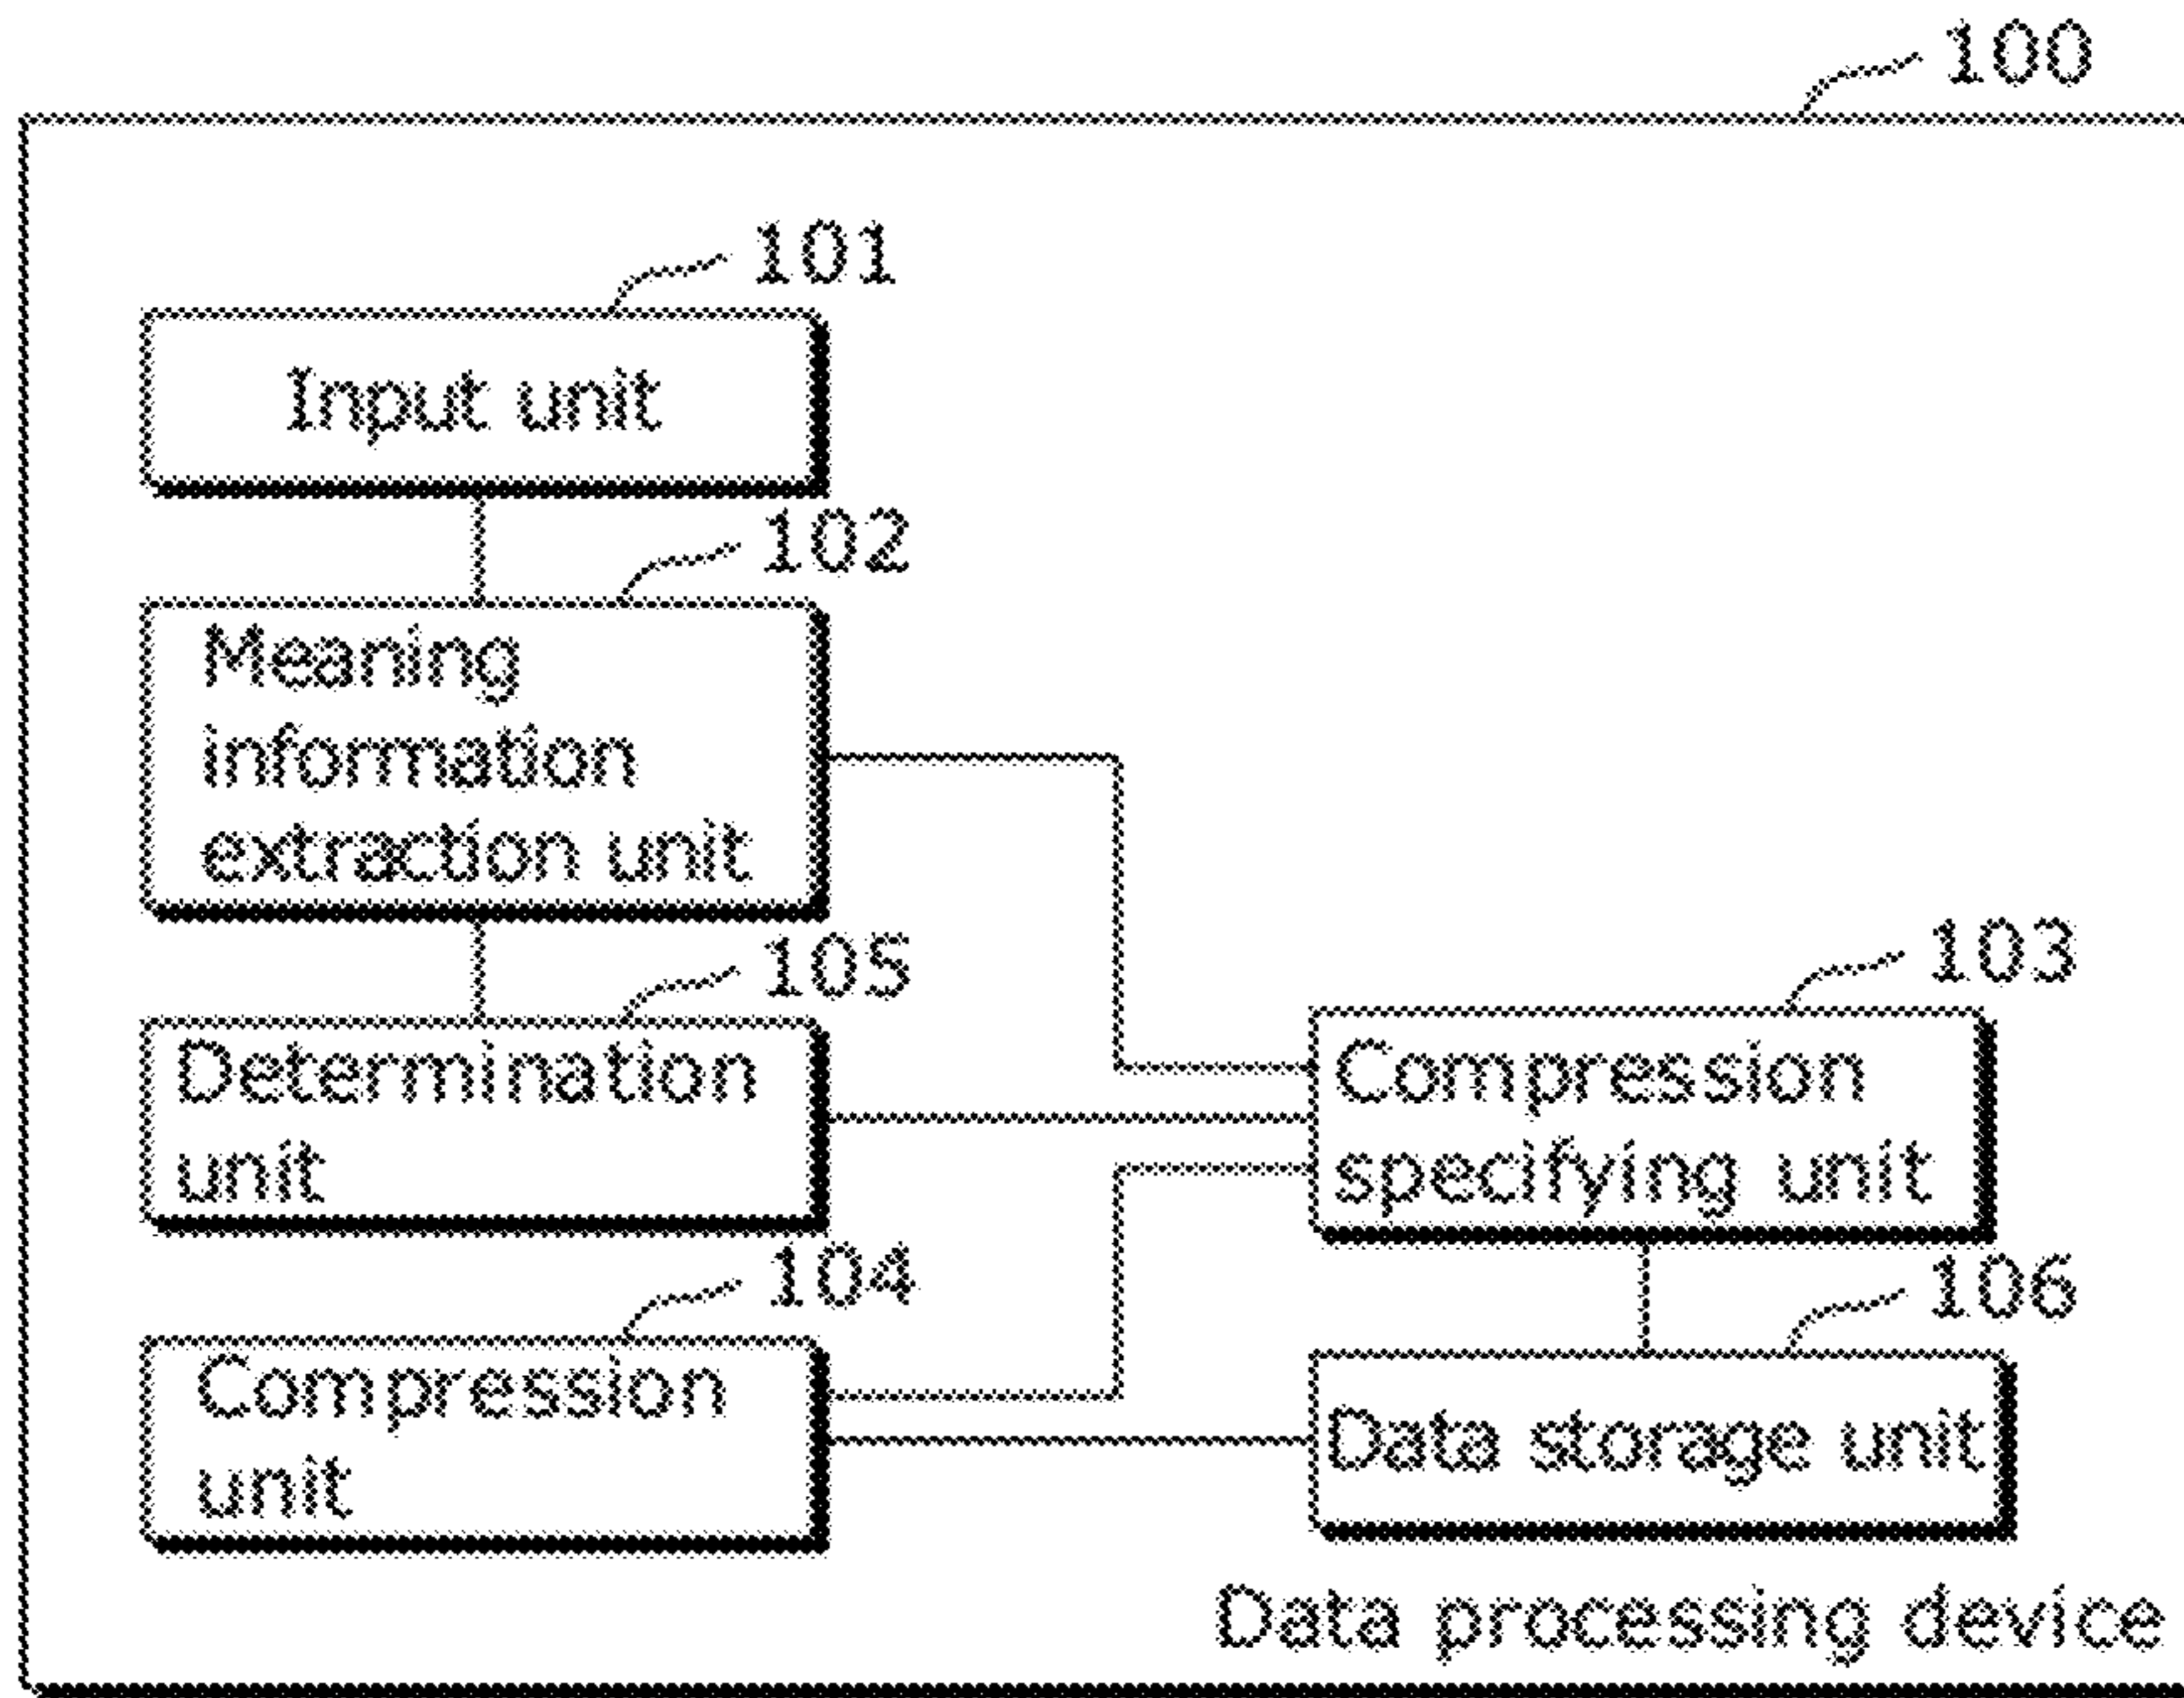 100
101
Input unit
102
Meaning
information
extraction unit
105
Determination
unit
103
Compression
specifying unit
104
Compression
unit
106
Data storage unit
Data processing device